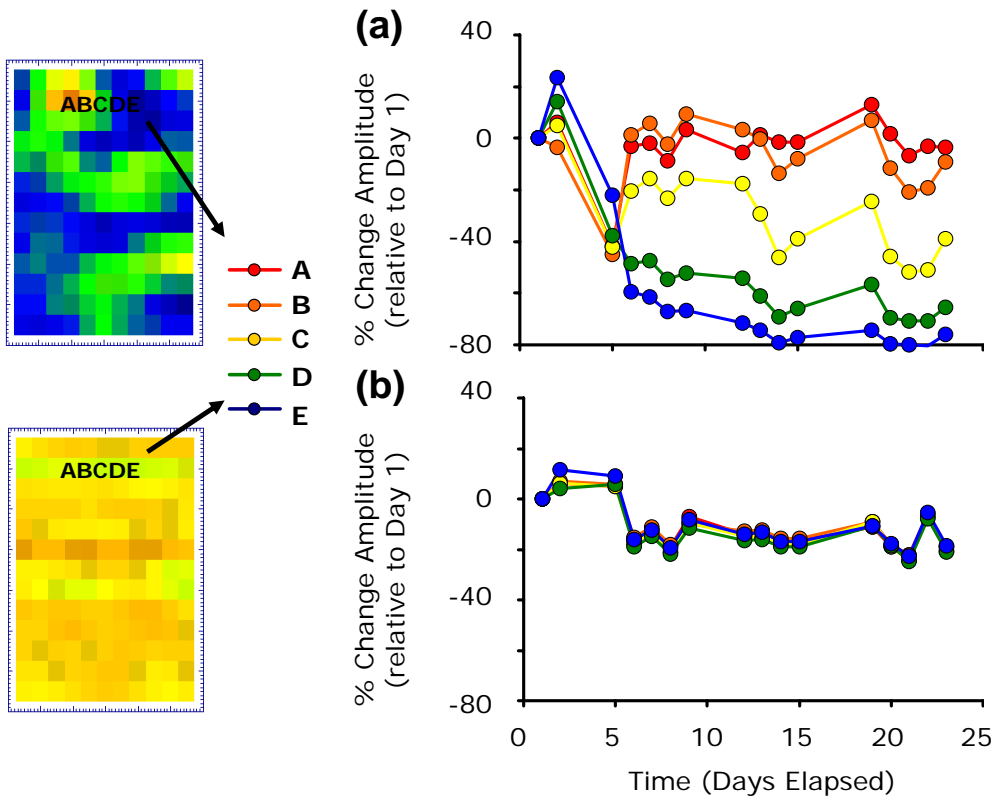 (a)
% Change Amplitude
(relative to Day 1)
40
0
-40
-80
ABCDE
A
B
C
D
E
ABCDE
(b)
% Change Amplitude
(relative to Day 1)
40
0
-40
-80
0 5 10 15 20 25
Time (Days Elapsed)